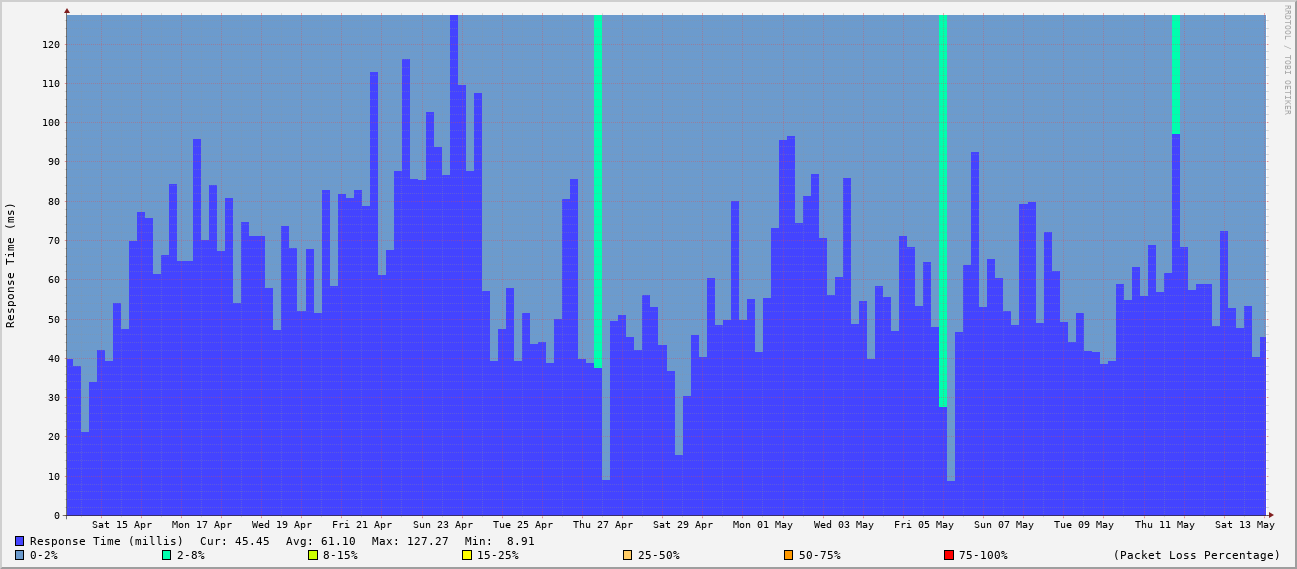 RRDTOOL / TOBI OETIKER
Response Time (ms)
120
110
100
90
80
70
60
50
40
30
20
10
0
Sat 15 Apr Mon 17 Apr Wed 19 Apr Fri 21 Apr Sun 23 Apr Tue 25 Apr Thu 27 Apr Sat 29 Apr Mon 01 May Wed 03 May Fri 05 May Sun 07 May Tue 09 May Thu 11 May Sat 13 May
Response Time (millis) Cur: 45.45 Avg: 61.10 Max: 127.27 Min: 8.91
0-2% 2-8% 8-15% 15-25% 25-50% 50-75% 75-100% (Packet Loss Percentage)